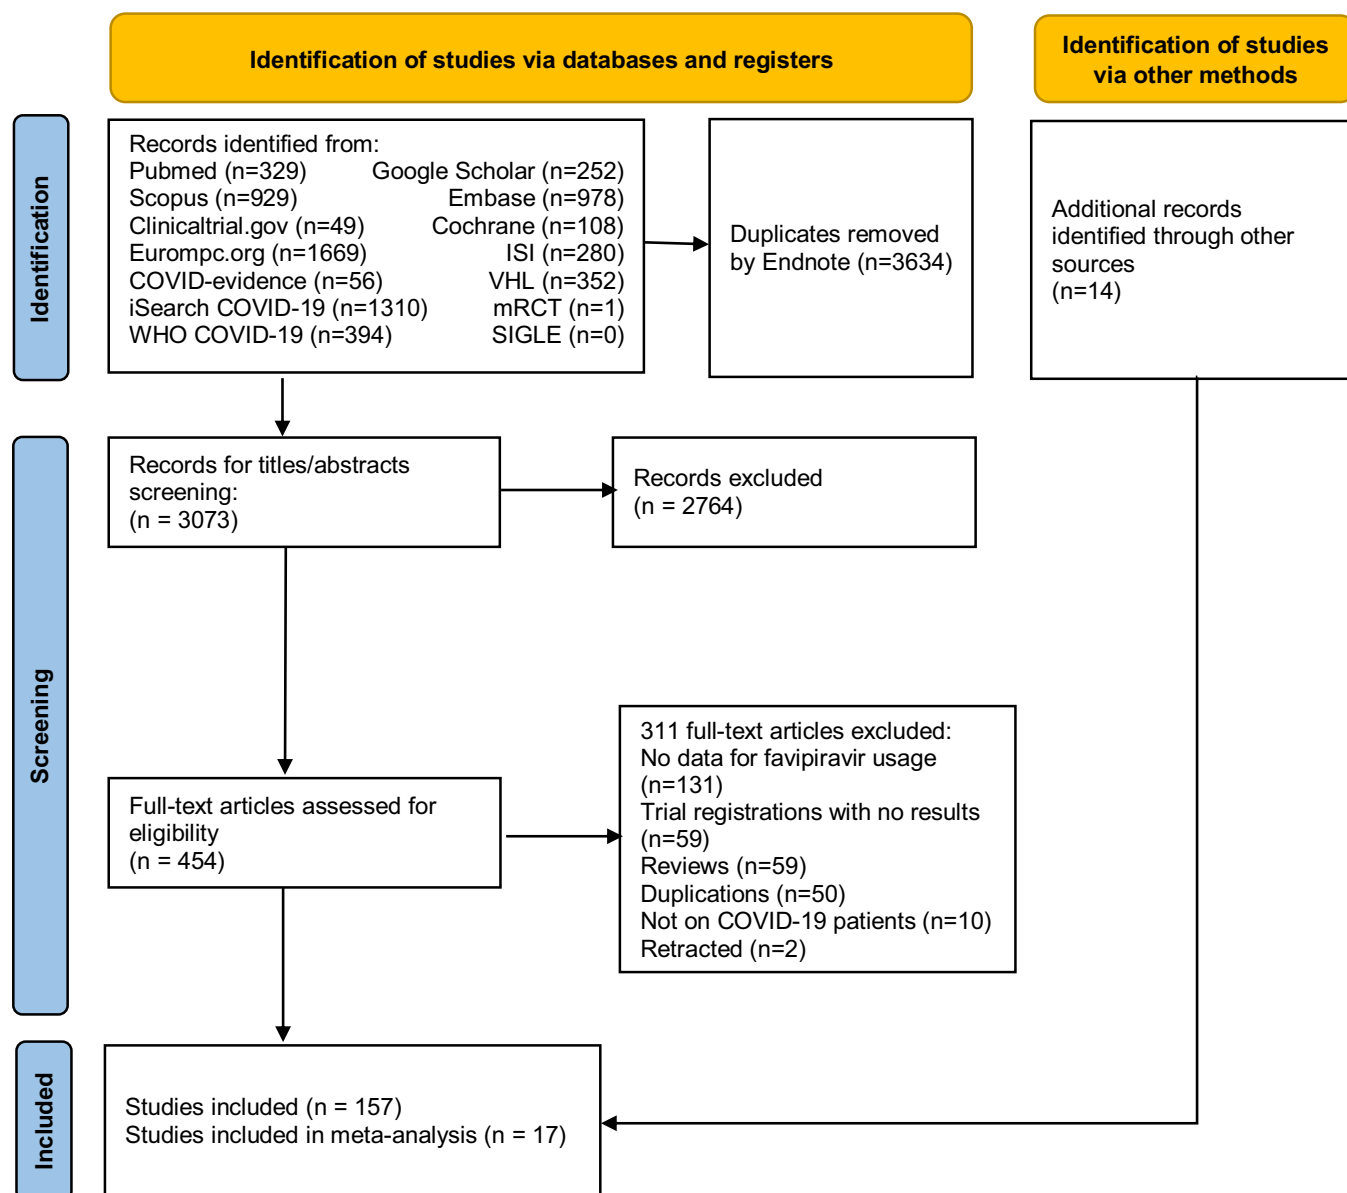 Identification of studies via databases and registers
Identification of studies
via other methods
Identification
Records identified from:
Pubmed (n=329) Google Scholar (n=252)
Scopus (n=929) Embase (n=978)
Clinicaltrial.gov (n=49) Cochrane (n=108)
Eurompc.org (n=1669) ISI (n=280)
COVID-evidence (n=56) VHL (n=352)
iSearch COVID-19 (n=1310) mRCT (n=1)
WHO COVID-19 (n=394) SIGLE (n=0)
Duplicates removed
by Endnote (n=3634)
Additional records
identified through other
sources
(n=14)
Screening
Records for titles/abstracts
screening:
(n = 3073)
Records excluded
(n = 2764)
Full-text articles assessed for
eligibility
(n = 454)
311 full-text articles excluded:
No data for favipiravir usage
(n=131)
Trial registrations with no results
(n=59)
Reviews (n=59)
Duplications (n=50)
Not on COVID-19 patients (n=10)
Retracted (n=2)
Included
Studies included (n = 157)
Studies included in meta-analysis (n = 17)